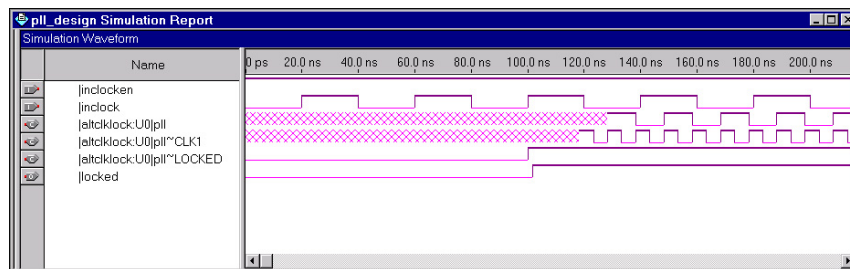 pll_design Simulation Report
Simulation Waveform
Name
0 ps 20.0 ns 40.0 ns 60.0 ns 80.0 ns 100.0 ns 120.0 ns 140.0 ns 160.0 ns 180.0 ns 200.0 ns
|inclocken
|inclock
|altclklock:U0|pll
|altclklock:U0|pll~CLK1
|altclklock:U0|pll~LOCKED
|locked